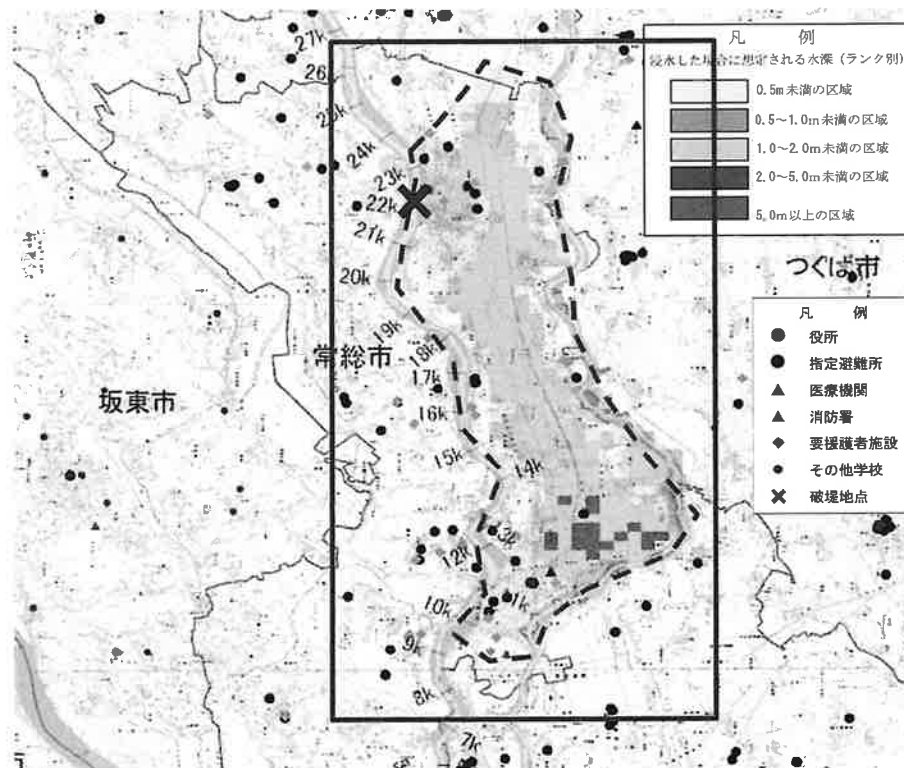 凡 例
浸水した場合に想定される水深（ランク別）
0.5m未満の区域
0.5～1.0m未満の区域
1.0～2.0m未満の区域
2.0～5.0m未満の区域
5.0m以上の区域
27k
26
25k
24k
23k
22k
21k
20k
19k
18k
17k
16k
15k
14k
3k
12k
1k
10k
9k
8k
7k
つくば市
常総市
坂東市
凡 例
役所
指定避難所
医療機関
消防署
要援護者施設
その他学校
破堤地点